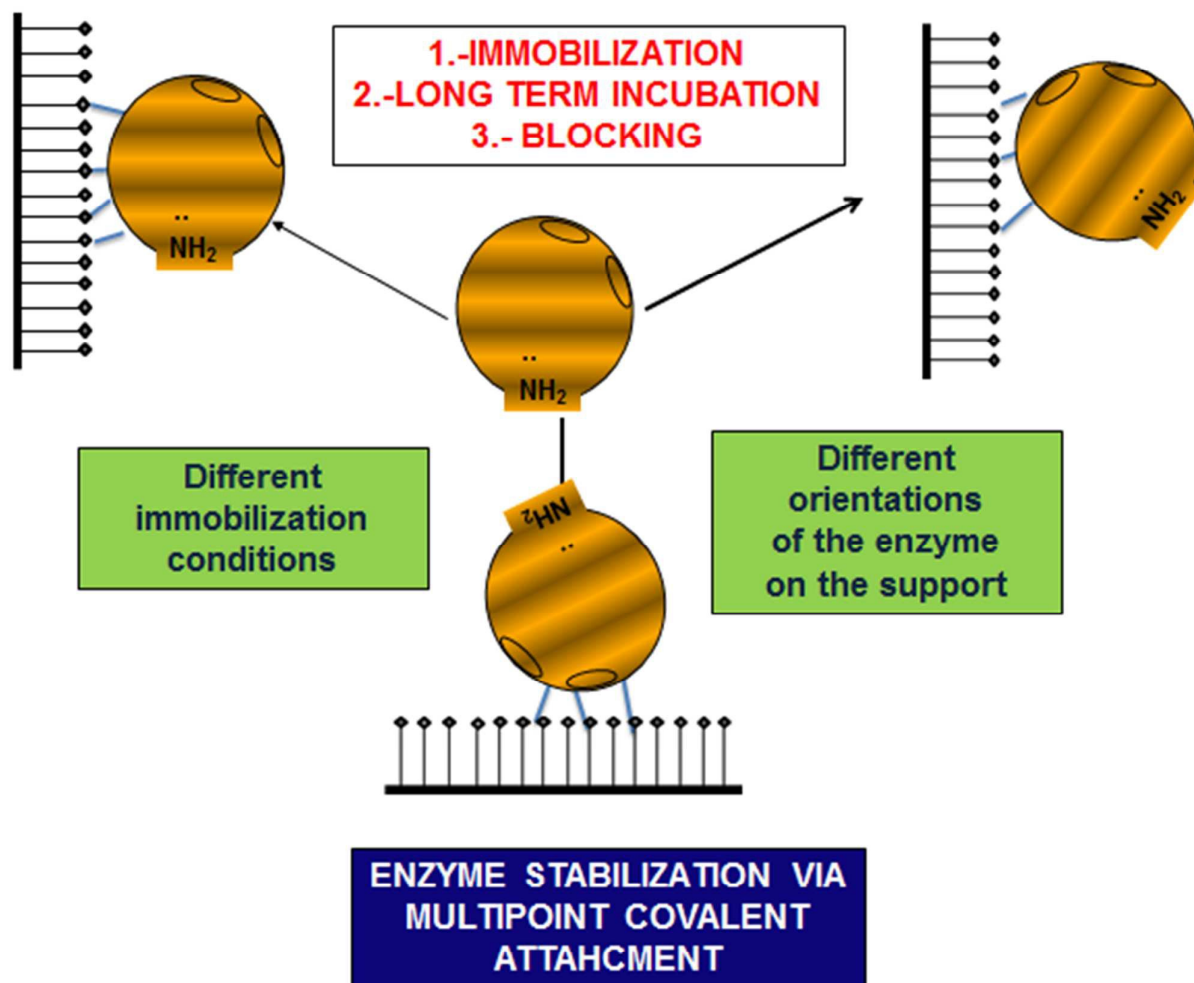 1.-IMMOBILIZATION
2.-LONG TERM INCUBATION
3.- BLOCKING
..
NH2
..
NH2
..
NH2
Different
immobilization
conditions
Different
orientations
of the enzyme
on the support
NH2
..
ENZYME STABILIZATION VIA
MULTIPOINT COVALENT
ATTAHCMENT